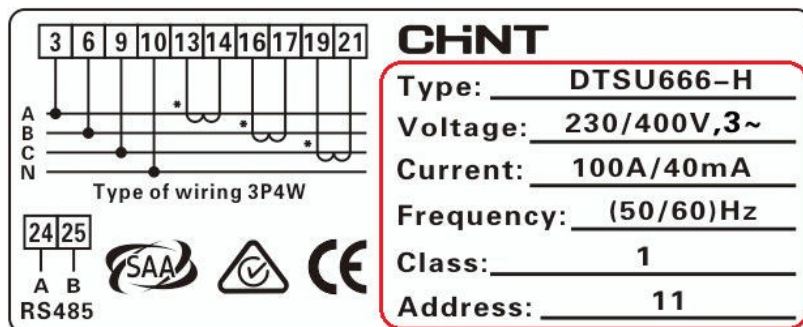 3 6 9 10 13 14 16 17 19 21
A
B
C
N
* * *
Type of wiring 3P4W
24 25
A B
RS485
SAA
CE
CHiNT
Type: DTSU666-H
Voltage: 230/400V,3~
Current: 100A/40mA
Frequency: (50/60)Hz
Class: 1
Address: 11